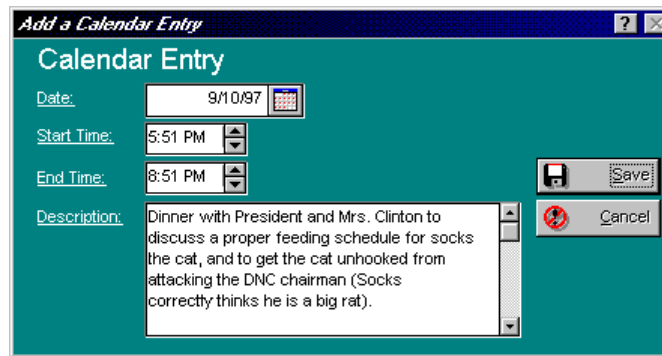 Add a Calendar Entry
?
Calendar Entry
Date: 9/10/97
Start Time: 5:51 PM
End Time: 8:51 PM
Save
Description: Dinner with President and Mrs. Clinton to
discuss a proper feeding schedule for socks
the cat, and to get the cat unhooked from
attacking the DNC chairman (Socks
correctly thinks he is a big rat).
Cancel